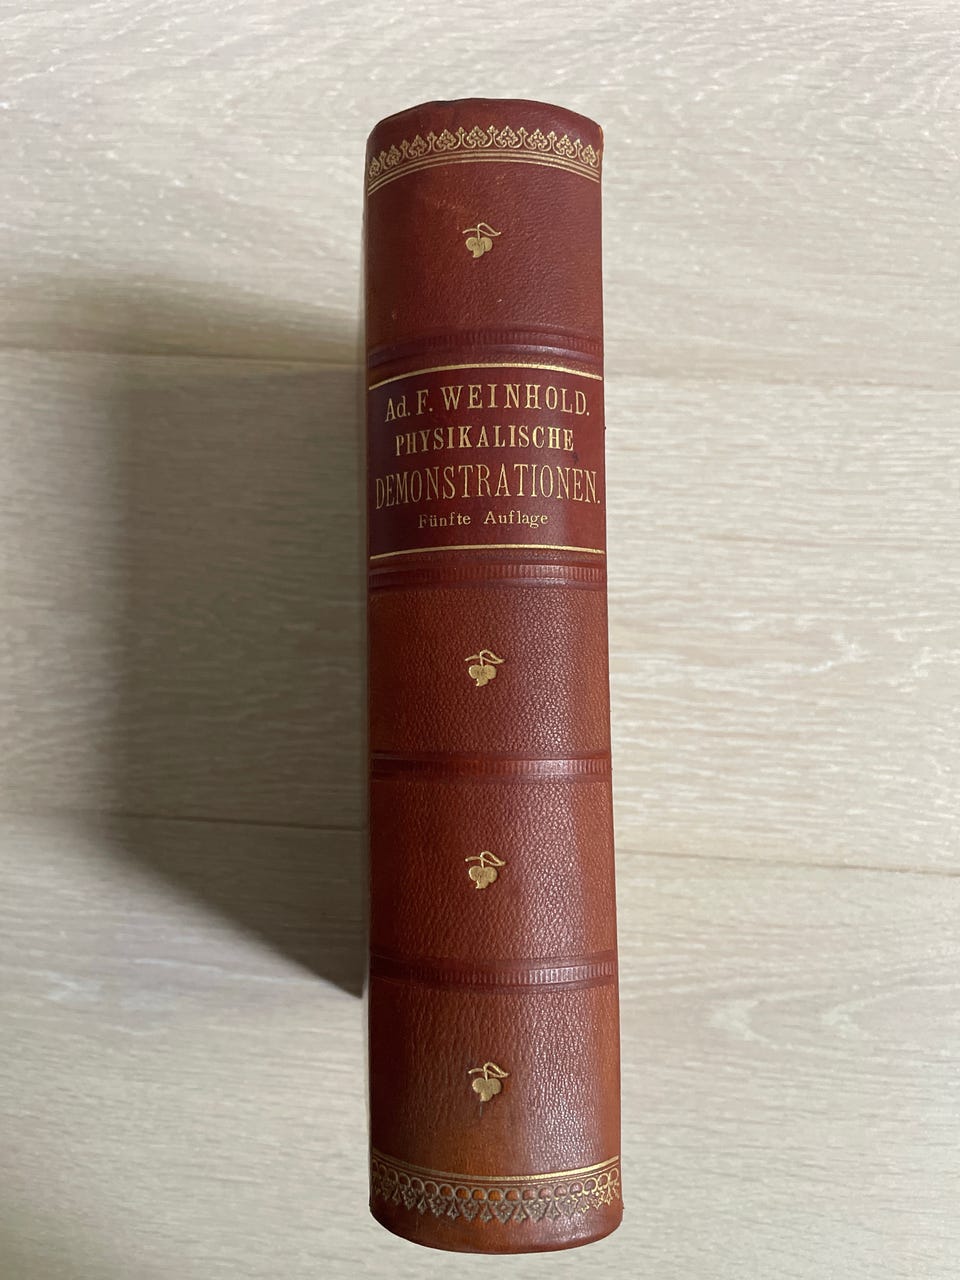 Ad. F. WEINHOLD.
PHYSIKALISCHE
DEMONSTRATIONEN.
Fünfte Auflage